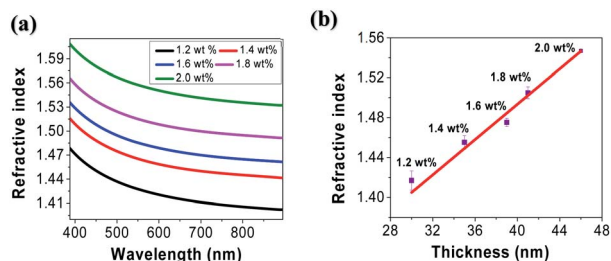 (a)
Refractive index
1.59
1.56
1.53
1.50
1.47
1.44
1.41
1.2 wt %
1.4 wt%
1.6 wt%
1.8 wt%
2.0 wt%
400 500 600 700 800
Wavelength (nm)
(b)
Refractive index
1.56
1.52
1.48
1.44
1.40
2.0 wt%
1.8 wt%
1.6 wt%
1.4 wt%
1.2 wt%
28 32 36 40 44 48
Thickness (nm)